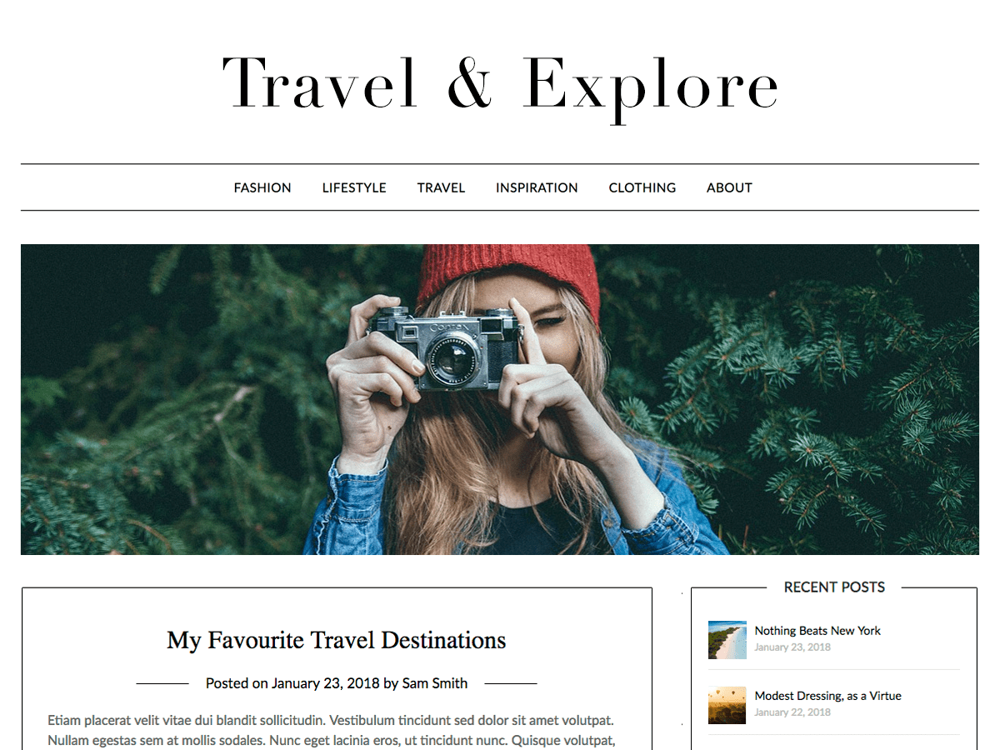 Travel & Explore
FASHION LIFESTYLE TRAVEL INSPIRATION CLOTHING ABOUT
Contax
My Favourite Travel Destinations
Posted on January 23, 2018 by Sam Smith
Etiam placerat velit vitae dui blandit sollicitudin. Vestibulum tincidunt sed dolor sit amet volutpat.
Nullam egestas sem at mollis sodales. Nunc eget lacinia eros, ut tincidunt nunc. Quisque volutpat,
RECENT POSTS
Nothing Beats New York
January 23, 2018
Modest Dressing, as a Virtue
January 22, 2018